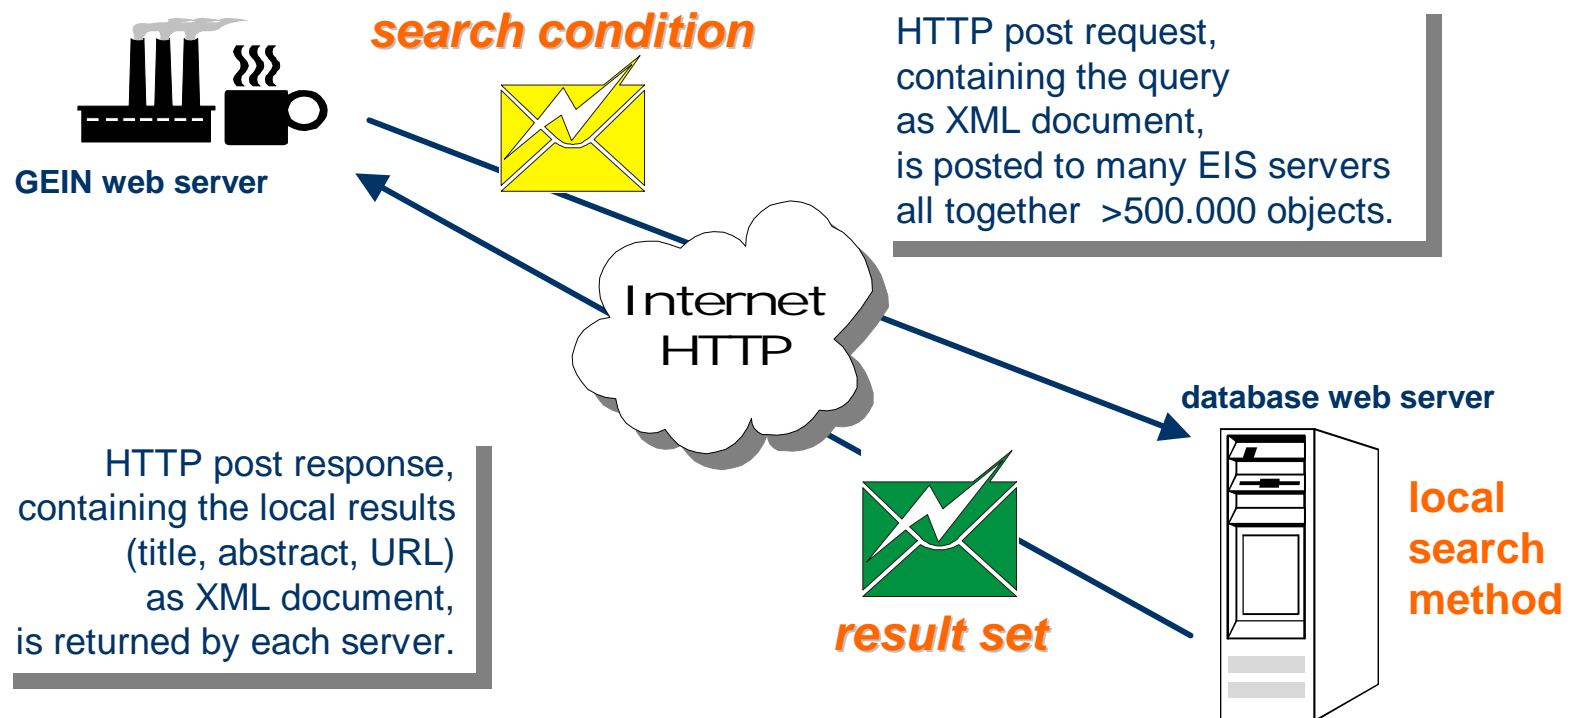 search condition
HTTP post request,
containing the query
as XML document,
is posted to many EIS servers
all together >500.000 objects.
GEIN web server
Internet
HTTP
database web server
HTTP post response,
containing the local results
(title, abstract, URL)
as XML document,
is returned by each server.
local
search
method
result set